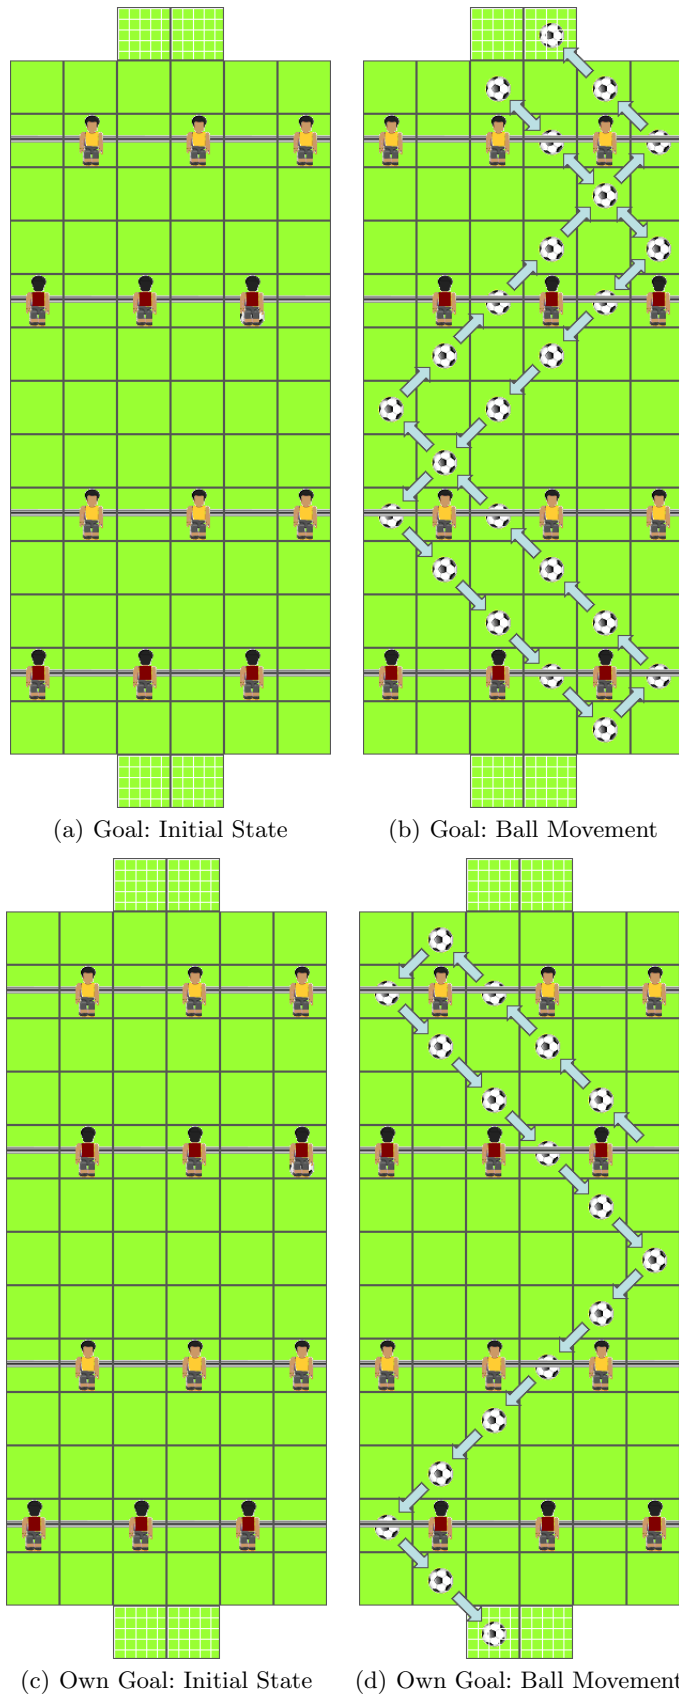 (a) Goal: Initial State
(b) Goal: Ball Movement
(c) Own Goal: Initial State
(d) Own Goal: Ball Movement